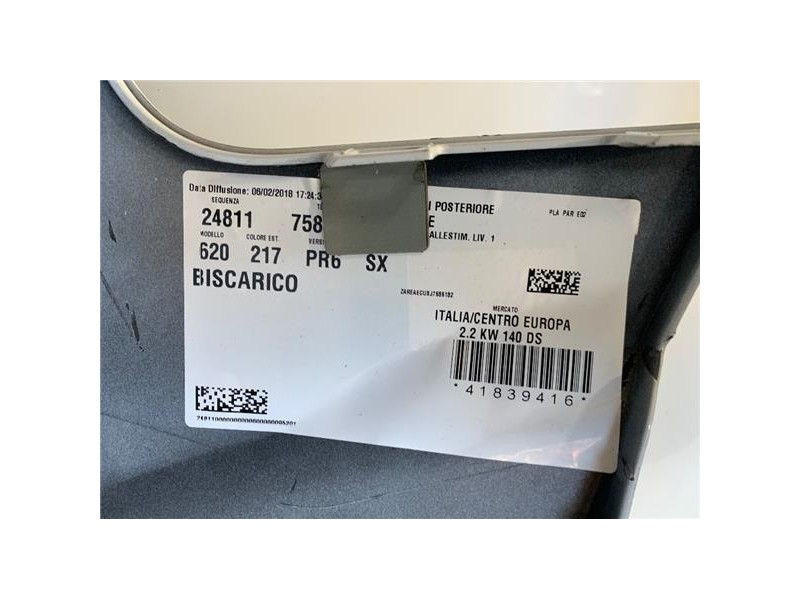 Data Diffusione: 06/02/2018 17:24:3
SEQUENZA
24811 758
MODELLO COLORE EST.
620 217 PR6 SX
BISCARICO
I POSTERIORE
E
ALLESTIM. LIV. 1
PLA PAR E02
MERCATO
ITALIA/CENTRO EUROPA
2.2 KW 140 DS
*41839416*